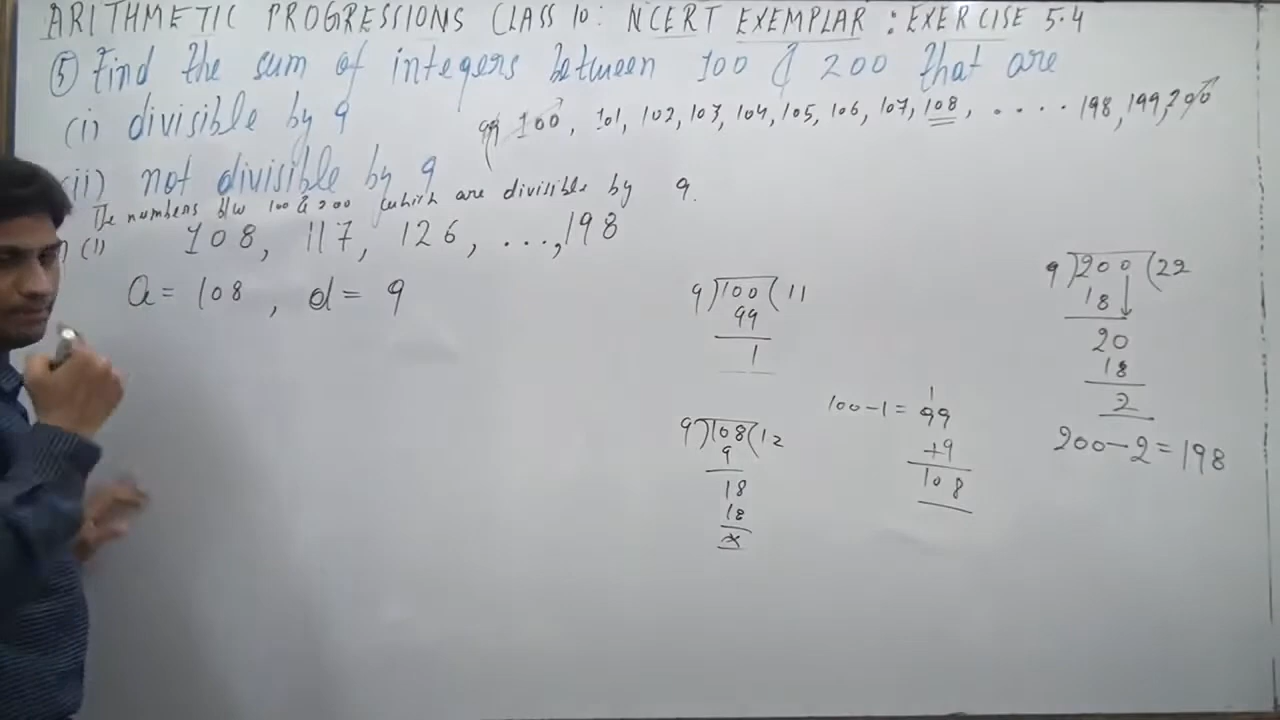 ARITHMETIC PROGRESSIONS CLASS 10: NCERT EXEMPLAR: EXERCISE 5.4
⑤ Find the sum of integers between 100 & 200 that are
(i) divisible by 9
99 100, 101, 102, 103, 104, 105, 106, 107, 108, ..... 198, 199, 200
(ii) not divisible by 9
The numbers b/w 100 & 200 which are divisible by 9.
(i) 108, 117, 126, ..., 198
a = 108, d = 9
9)100(11
99
1
9)108(12
9
18
18
x
100-1= 99
+9
108
1
9)200(22
18
20
18
2
200-2=198